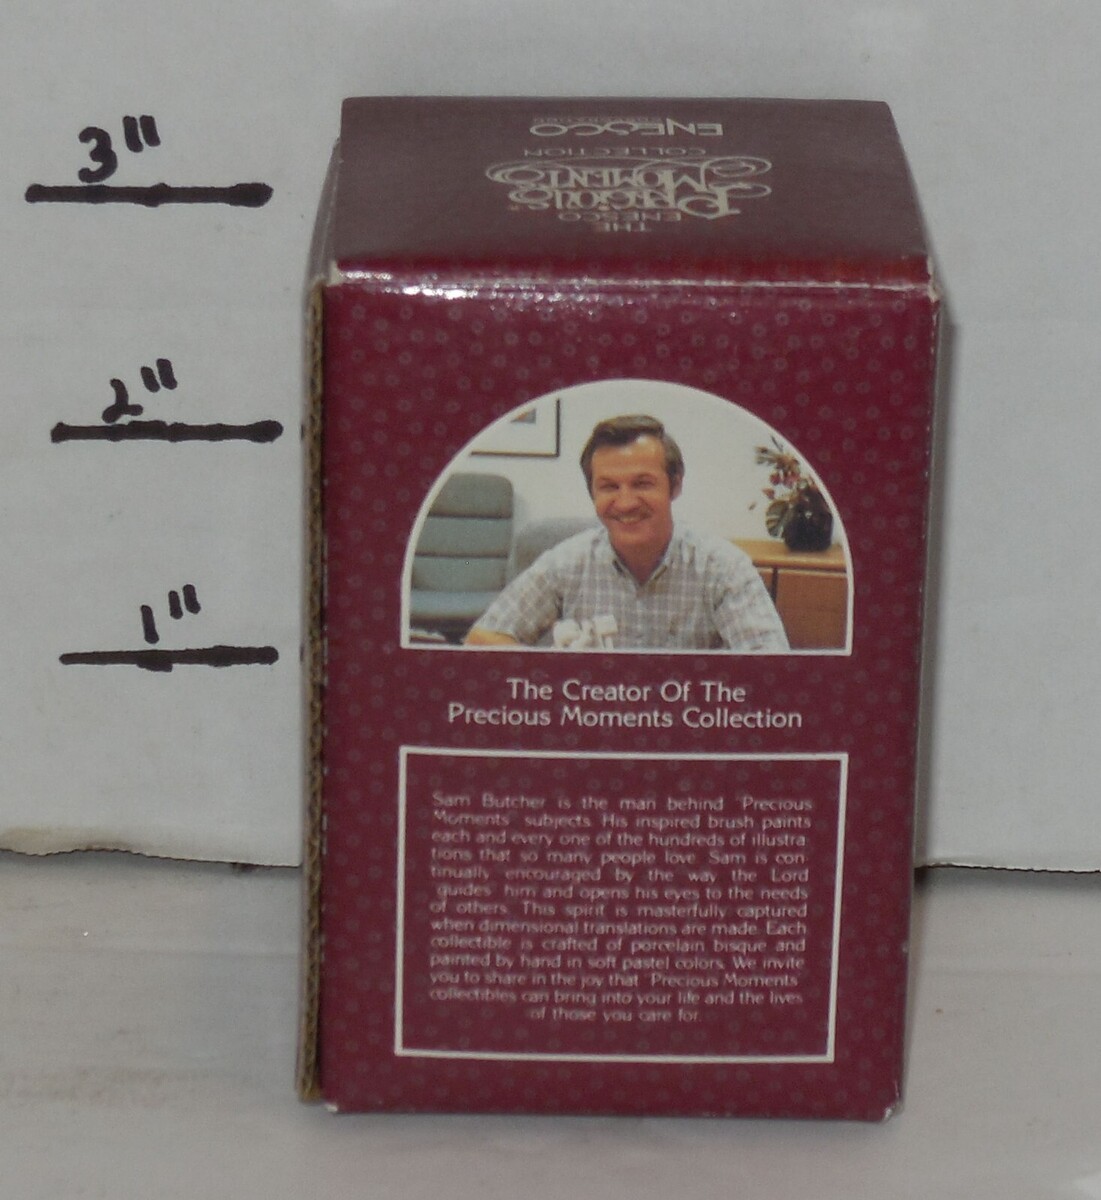 3"
2"
1"
ENESCO
CORPORATION
COLLECTION
MOMENTS
PRECIOUS
ENESCO
THE
The Creator Of The
Precious Moments Collection
Sam Butcher is the man behind "Precious
Moments" subjects. His inspired brush paints
each and every one of the hundreds of illustra
tions that so many people love. Sam is con-
tinually encouraged by the way the Lord
"guides" him and opens his eyes to the needs
of others. This spirit is masterfully captured
when dimensional translations are made. Each
collectible is crafted of porcelain bisque and
painted by hand in soft pastel colors. We invite
you to share in the joy that "Precious Moments"
collectibles can bring into your life and the lives
of those you care for.